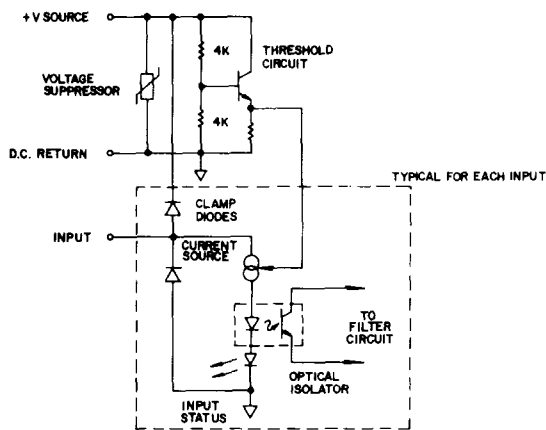 +V SOURCE
4K
THRESHOLD
CIRCUIT
VOLTAGE
SUPPRESSOR
4K
D.C. RETURN
TYPICAL FOR EACH INPUT
CLAMP
DIODES
INPUT
CURRENT
SOURCE
TO
FILTER
CIRCUIT
OPTICAL
ISOLATOR
INPUT
STATUS